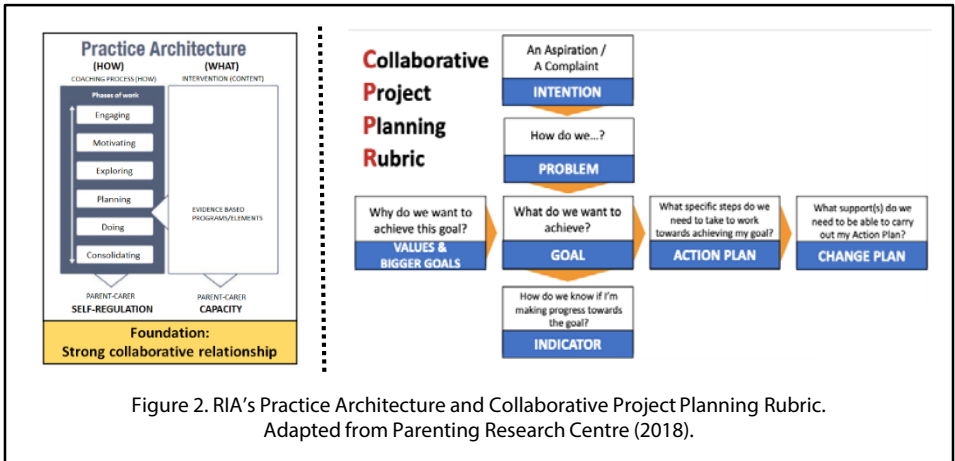 Practice Architecture
(HOW)
COACHING PROCESS (HOW)
(WHAT)
INTERVENTION (CONTENT)
Phases of work
Engaging
Motivating
Exploring
Planning
Doing
Consolidating
EVIDENCE BASED
PROGRAMS/ELEMENTS
PARENT-CARER
SELF-REGULATION
PARENT-CARER
CAPACITY
Foundation:
Strong collaborative relationship
Collaborative
Project
Planning
Rubric
An Aspiration /
A Complaint
INTENTION
How do we...?
PROBLEM
Why do we want to
achieve this goal?
VALUES &
BIGGER GOALS
What do we want to
achieve?
GOAL
What specific steps do we
need to take to work
towards achieving my goal?
ACTION PLAN
What support(s) do we
need to be able to carry
out my Action Plan?
CHANGE PLAN
How do we know if I'm
making progress towards
the goal?
INDICATOR
Figure 2. RIA's Practice Architecture and Collaborative Project Planning Rubric.
Adapted from Parenting Research Centre (2018).